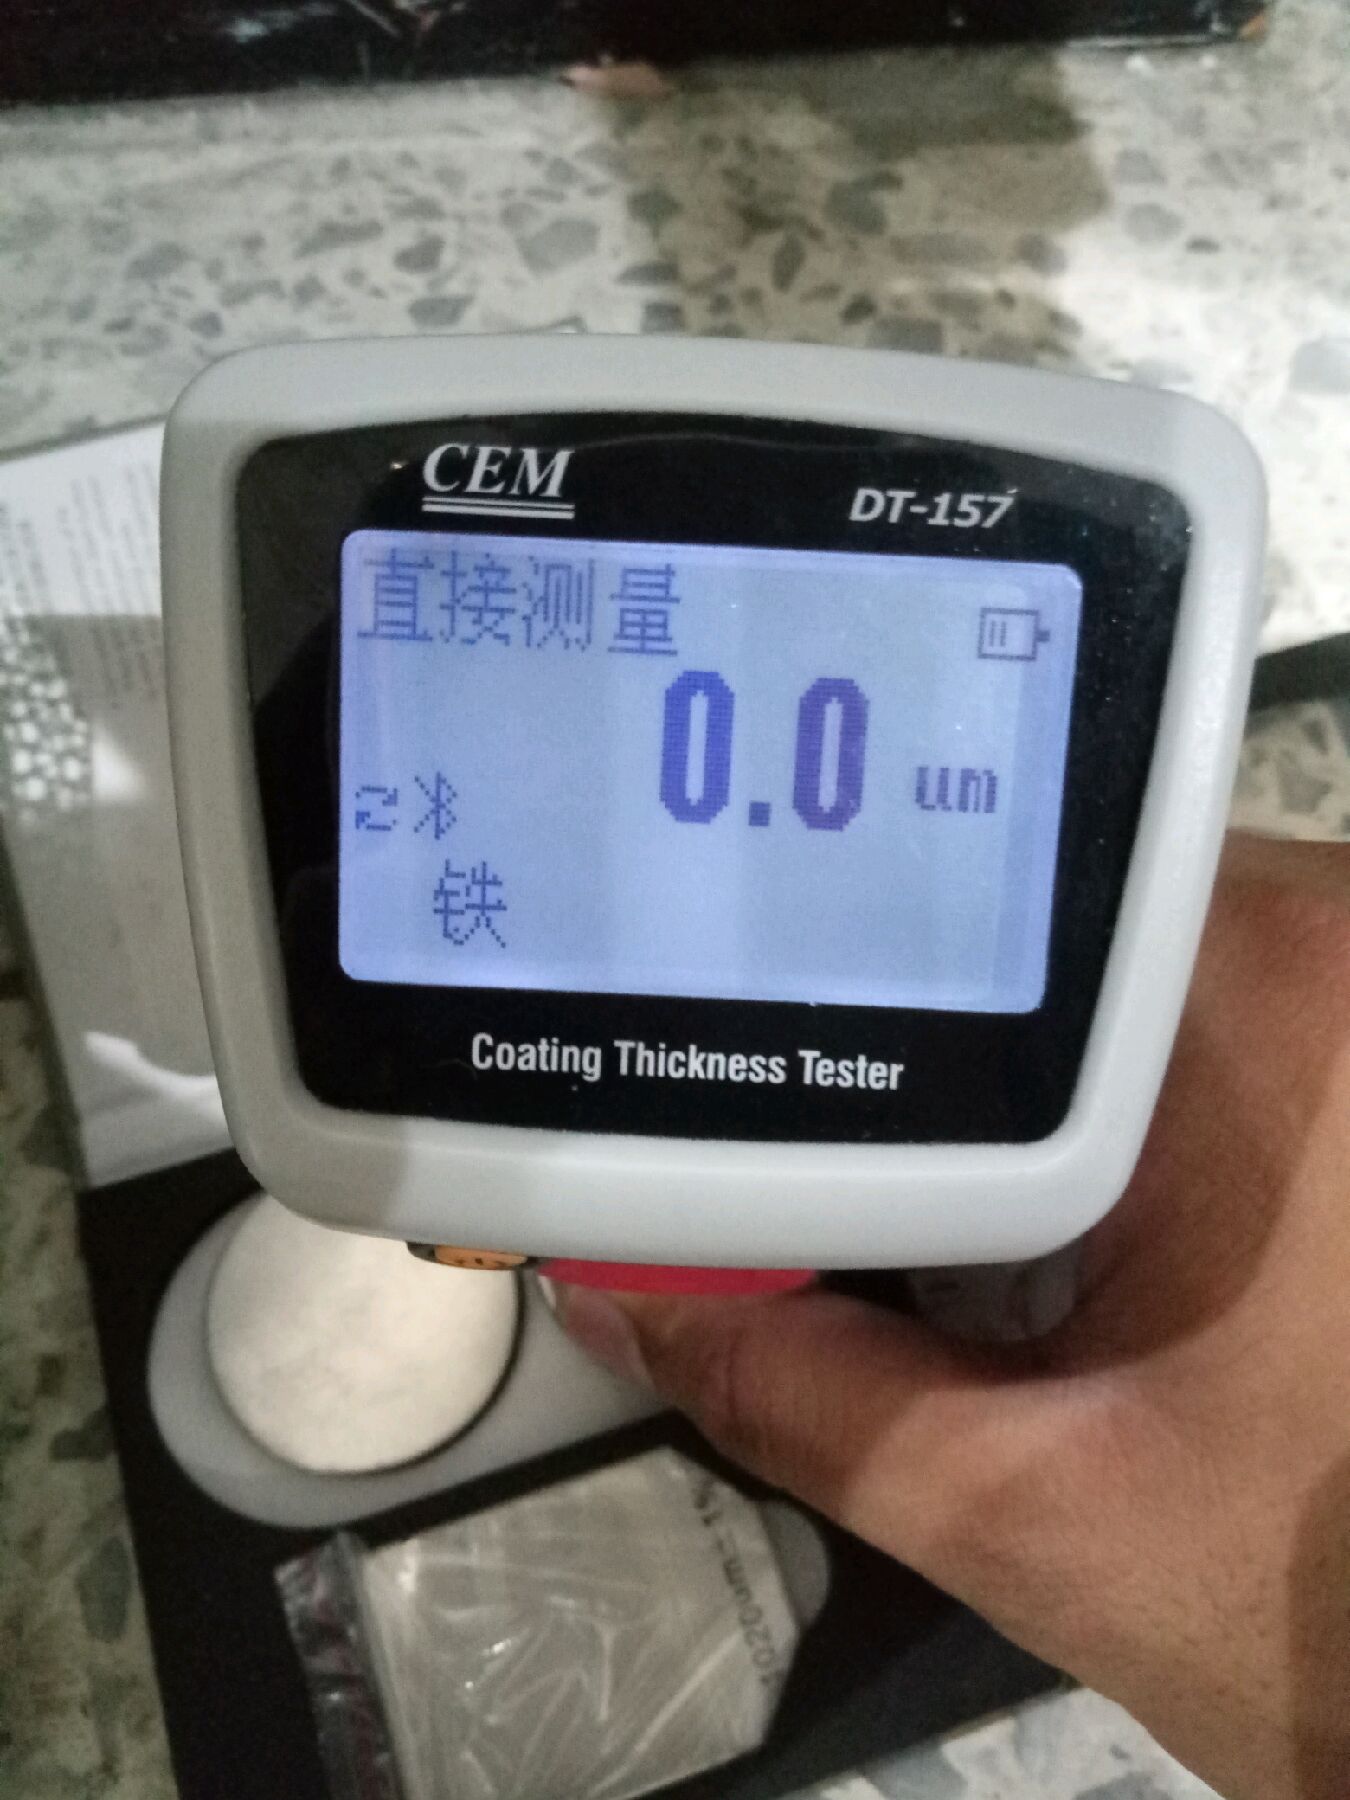 CEM
DT-157
直接测量
0.0 um
铁
Coating Thickness Tester